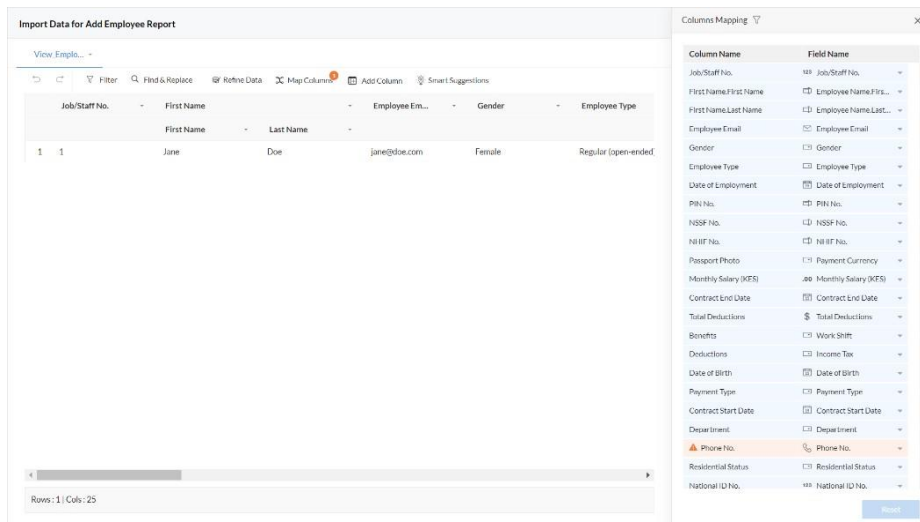 Import Data for Add Employee Report
View_Emplo...
Filter Find & Replace Refine Data Map Columns 1 Add Column Smart Suggestions
Job/Staff No. First Name Employee Em... Gender Employee Type
First Name Last Name
1 1 Jane Doe jane@doe.com Female Regular (open-ended)
Rows : 1 | Cols : 25
Columns Mapping
Column Name Field Name
Job/Staff No. 123 Job/Staff No.
First Name.First Name Employee Name.Firs...
First Name.Last Name Employee Name.Last...
Employee Email Employee Email
Gender Gender
Employee Type Employee Type
Date of Employment Date of Employment
PIN No. PIN No.
NSSF No. NSSF No.
NHIF No. NHIF No.
Passport Photo Payment Currency
Monthly Salary (KES) .00 Monthly Salary (KES)
Contract End Date Contract End Date
Total Deductions $ Total Deductions
Benefits Work Shift
Deductions Income Tax
Date of Birth Date of Birth
Payment Type Payment Type
Contract Start Date Contract Start Date
Department Department
Phone No. Phone No.
Residential Status Residential Status
National ID No. 123 National ID No.
Reset